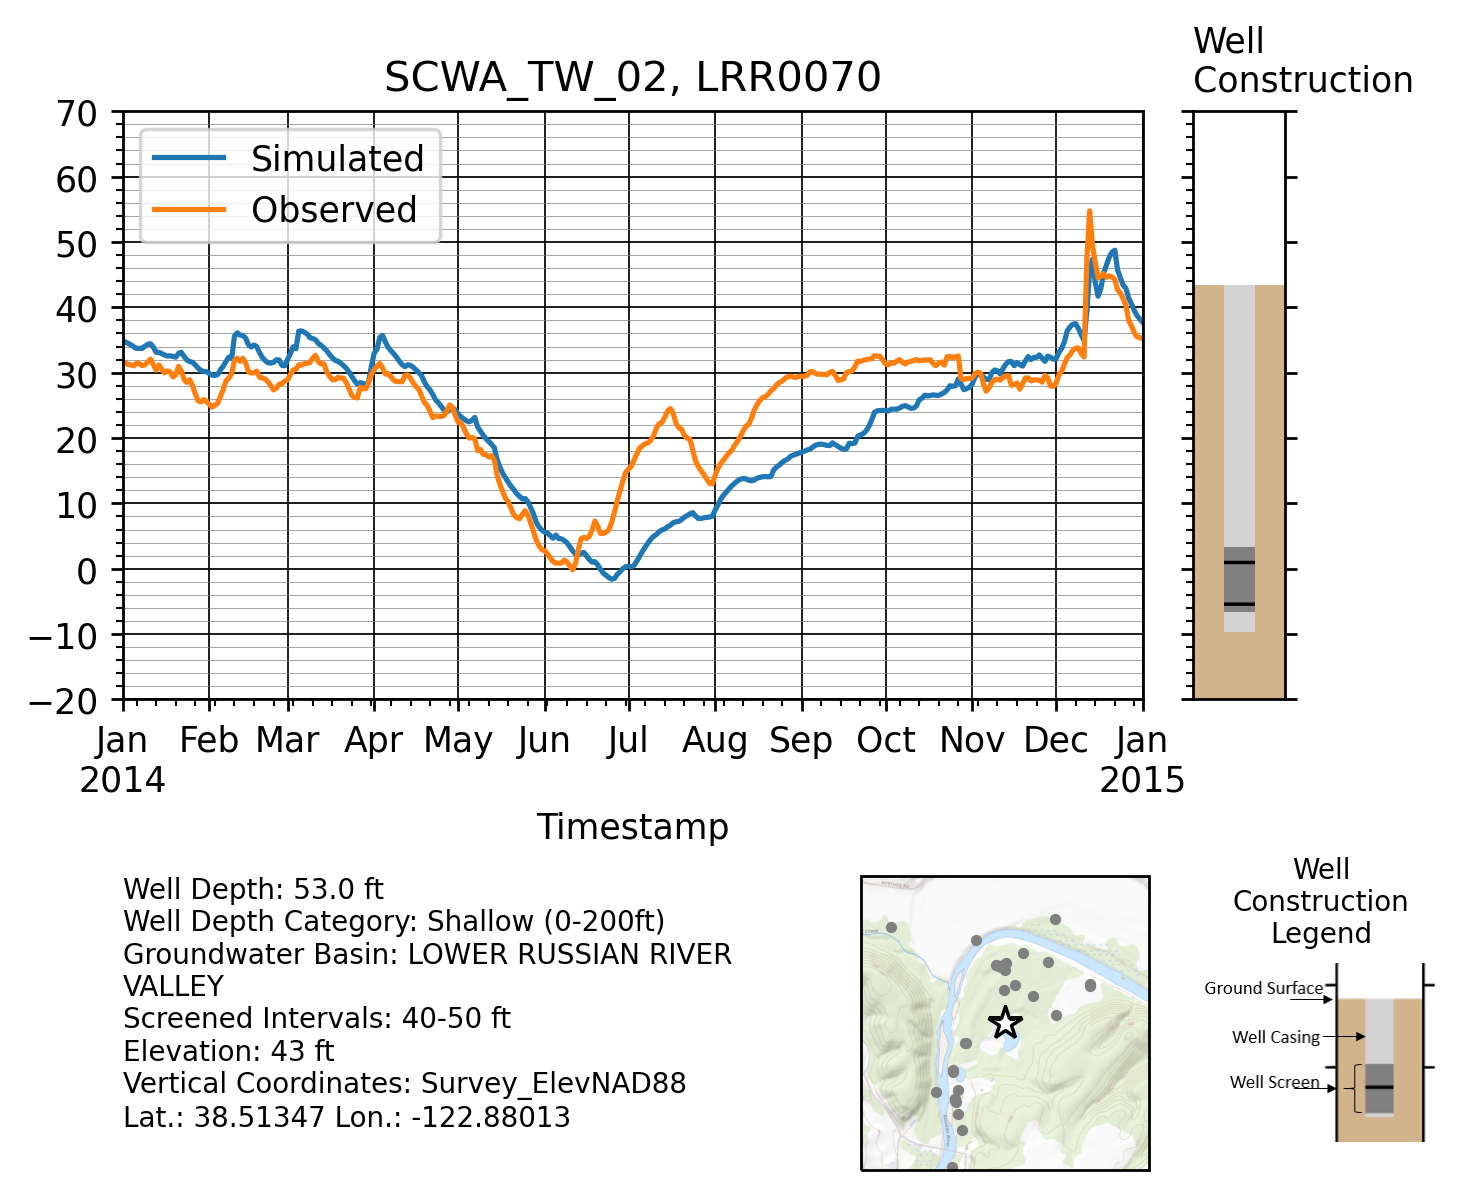 Well
Construction
SCWA_TW_02, LRR0070
70
60
50
40
30
20
10
0
−10
−20
Simulated
Observed
Jan Feb Mar Apr May Jun Jul Aug Sep Oct Nov Dec Jan
2014 2015
Timestamp
Well Depth: 53.0 ft
Well Depth Category: Shallow (0-200ft)
Groundwater Basin: LOWER RUSSIAN RIVER
VALLEY
Screened Intervals: 40-50 ft
Elevation: 43 ft
Vertical Coordinates: Survey_ElevNAD88
Lat.: 38.51347 Lon.: -122.88013
Well
Construction
Legend
Ground Surface
Well Casing
Well Screen